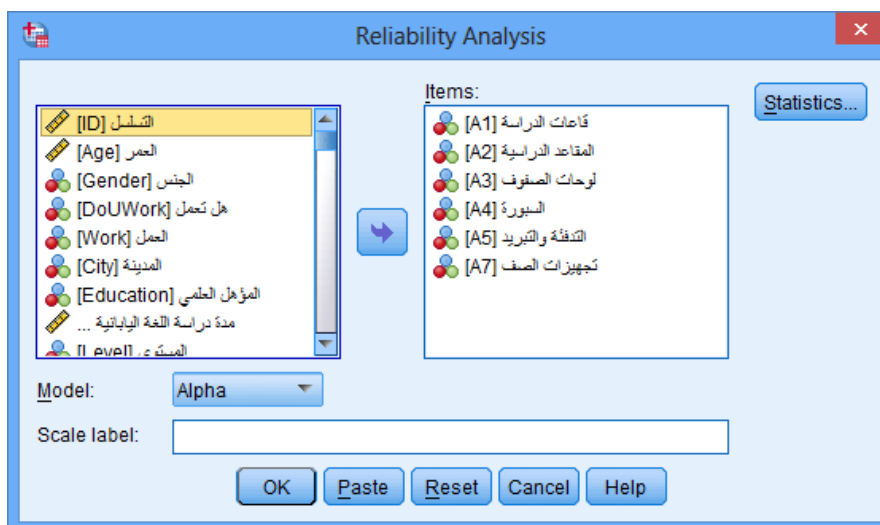 Reliability Analysis
التسلسل [ID]
العمر [Age]
الجنس [Gender]
هل تعمل [DoUWork]
العمل [Work]
المدينة [City]
المؤهل العلمي [Education]
مدة دراسة اللغة اليابانية ...
المستوى [Level]
Items:
قاعات الدراسة [A1]
المقاعد الدراسية [A2]
لوحات الصفوف [A3]
السبورة [A4]
التدفئة والتبريد [A5]
تجهيزات الصف [A7]
Statistics...
Model:
Alpha
Scale label:
OK
Paste
Reset
Cancel
Help